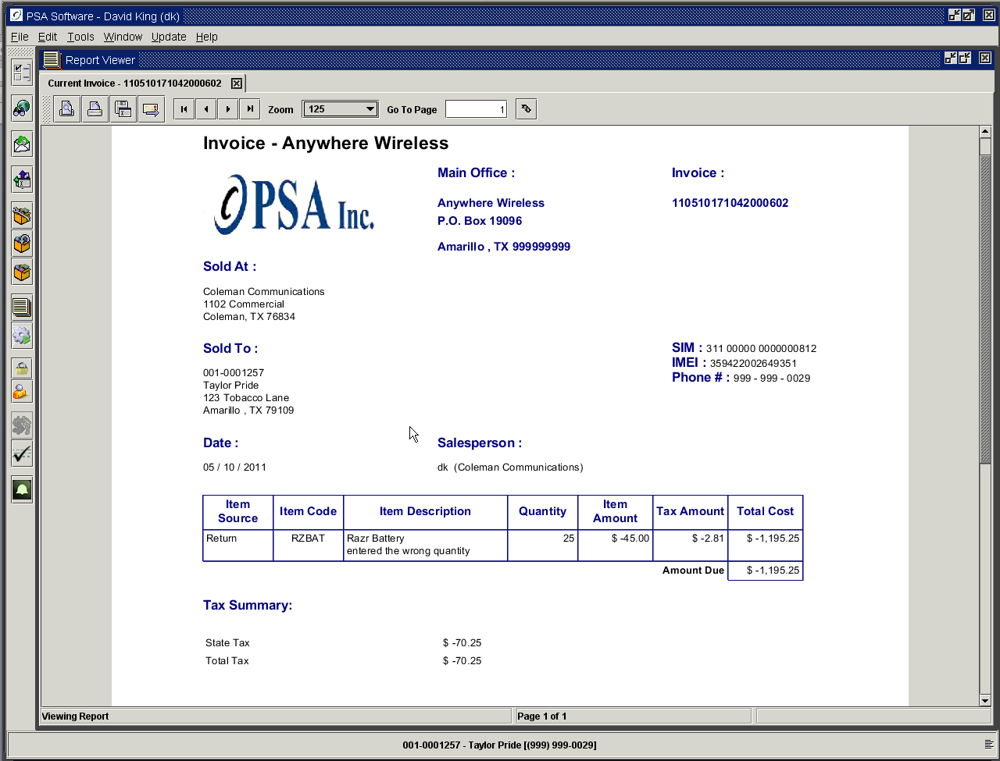 PSA Software - David King (dk)
File Edit Tools Window Update Help
Report Viewer
Current Invoice - 110510171042000602
Zoom 125 Go To Page 1
Invoice - Anywhere Wireless
PSA Inc.
Main Office :
Invoice :
Anywhere Wireless
110510171042000602
P.O. Box 19096
Amarillo , TX 999999999
Sold At :
Coleman Communications
1102 Commercial
Coleman, TX 76834
Sold To :
001-0001257
Taylor Pride
123 Tobacco Lane
Amarillo , TX 79109
SIM : 311 00000 0000000812
IMEI : 359422002649351
Phone # : 999 - 999 - 0029
Date :
Salesperson :
05 / 10 / 2011
dk (Coleman Communications)
Item Source Item Code Item Description Quantity Item Amount Tax Amount Total Cost
Return RZBAT Razr Battery 25 $ -45.00 $ -2.81 $ -1,195.25
entered the wrong quantity
Amount Due $ -1,195.25
Tax Summary:
State Tax $ -70.25
Total Tax $ -70.25
Viewing Report Page 1 of 1
001-0001257 - Taylor Pride [(999) 999-0029]